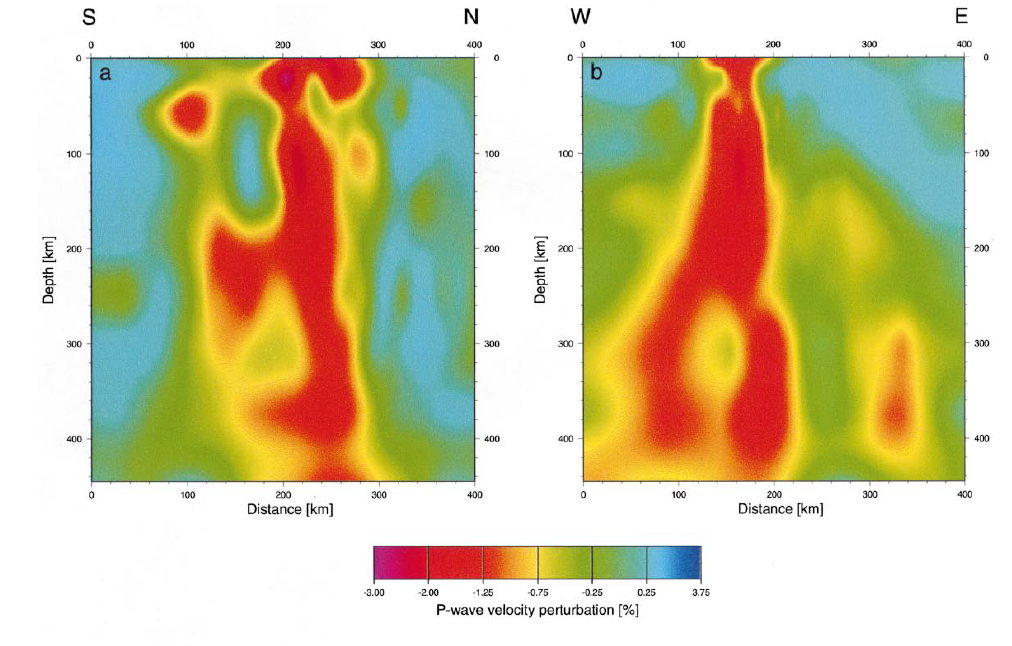 S N W E
0 100 200 300 400 0 100 200 300 400
0 a 0 b 0
100 100 100 100
200 200 200 200
300 300 300 300
400 400 400 400
Depth [km] Depth [km]
0 100 200 300 400 0 100 200 300 400
Distance [km] Distance [km]
-3.00 -2.00 -1.25 -0.75 -0.25 0.25 3.75
P-wave velocity perturbation [%]